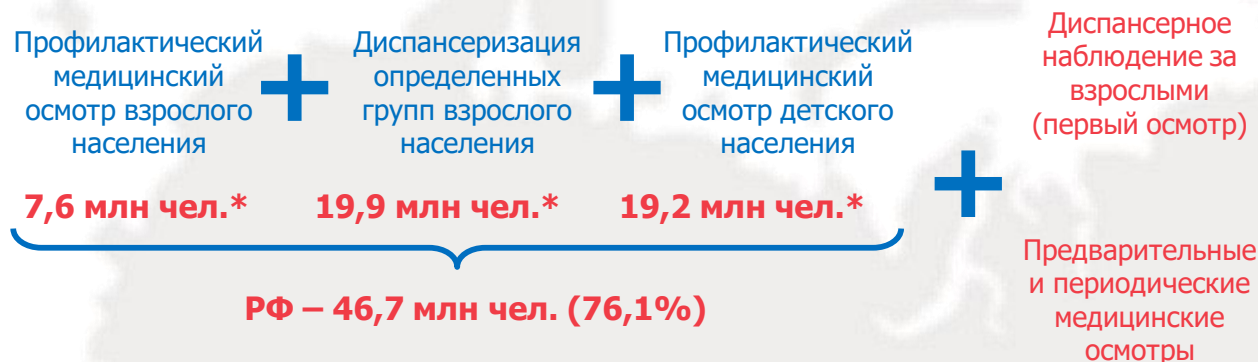 Профилактический
медицинский
осмотр взрослого
населения
+
Диспансеризация
определенных
групп взрослого
населения
+
Профилактический
медицинский
осмотр детского
населения
7,6 млн чел.*
19,9 млн чел.*
19,2 млн чел.*
РФ – 46,7 млн чел. (76,1%)
+
Диспансерное
наблюдение за
взрослыми
(первый осмотр)
Предварительные
и периодические
медицинские
осмотры